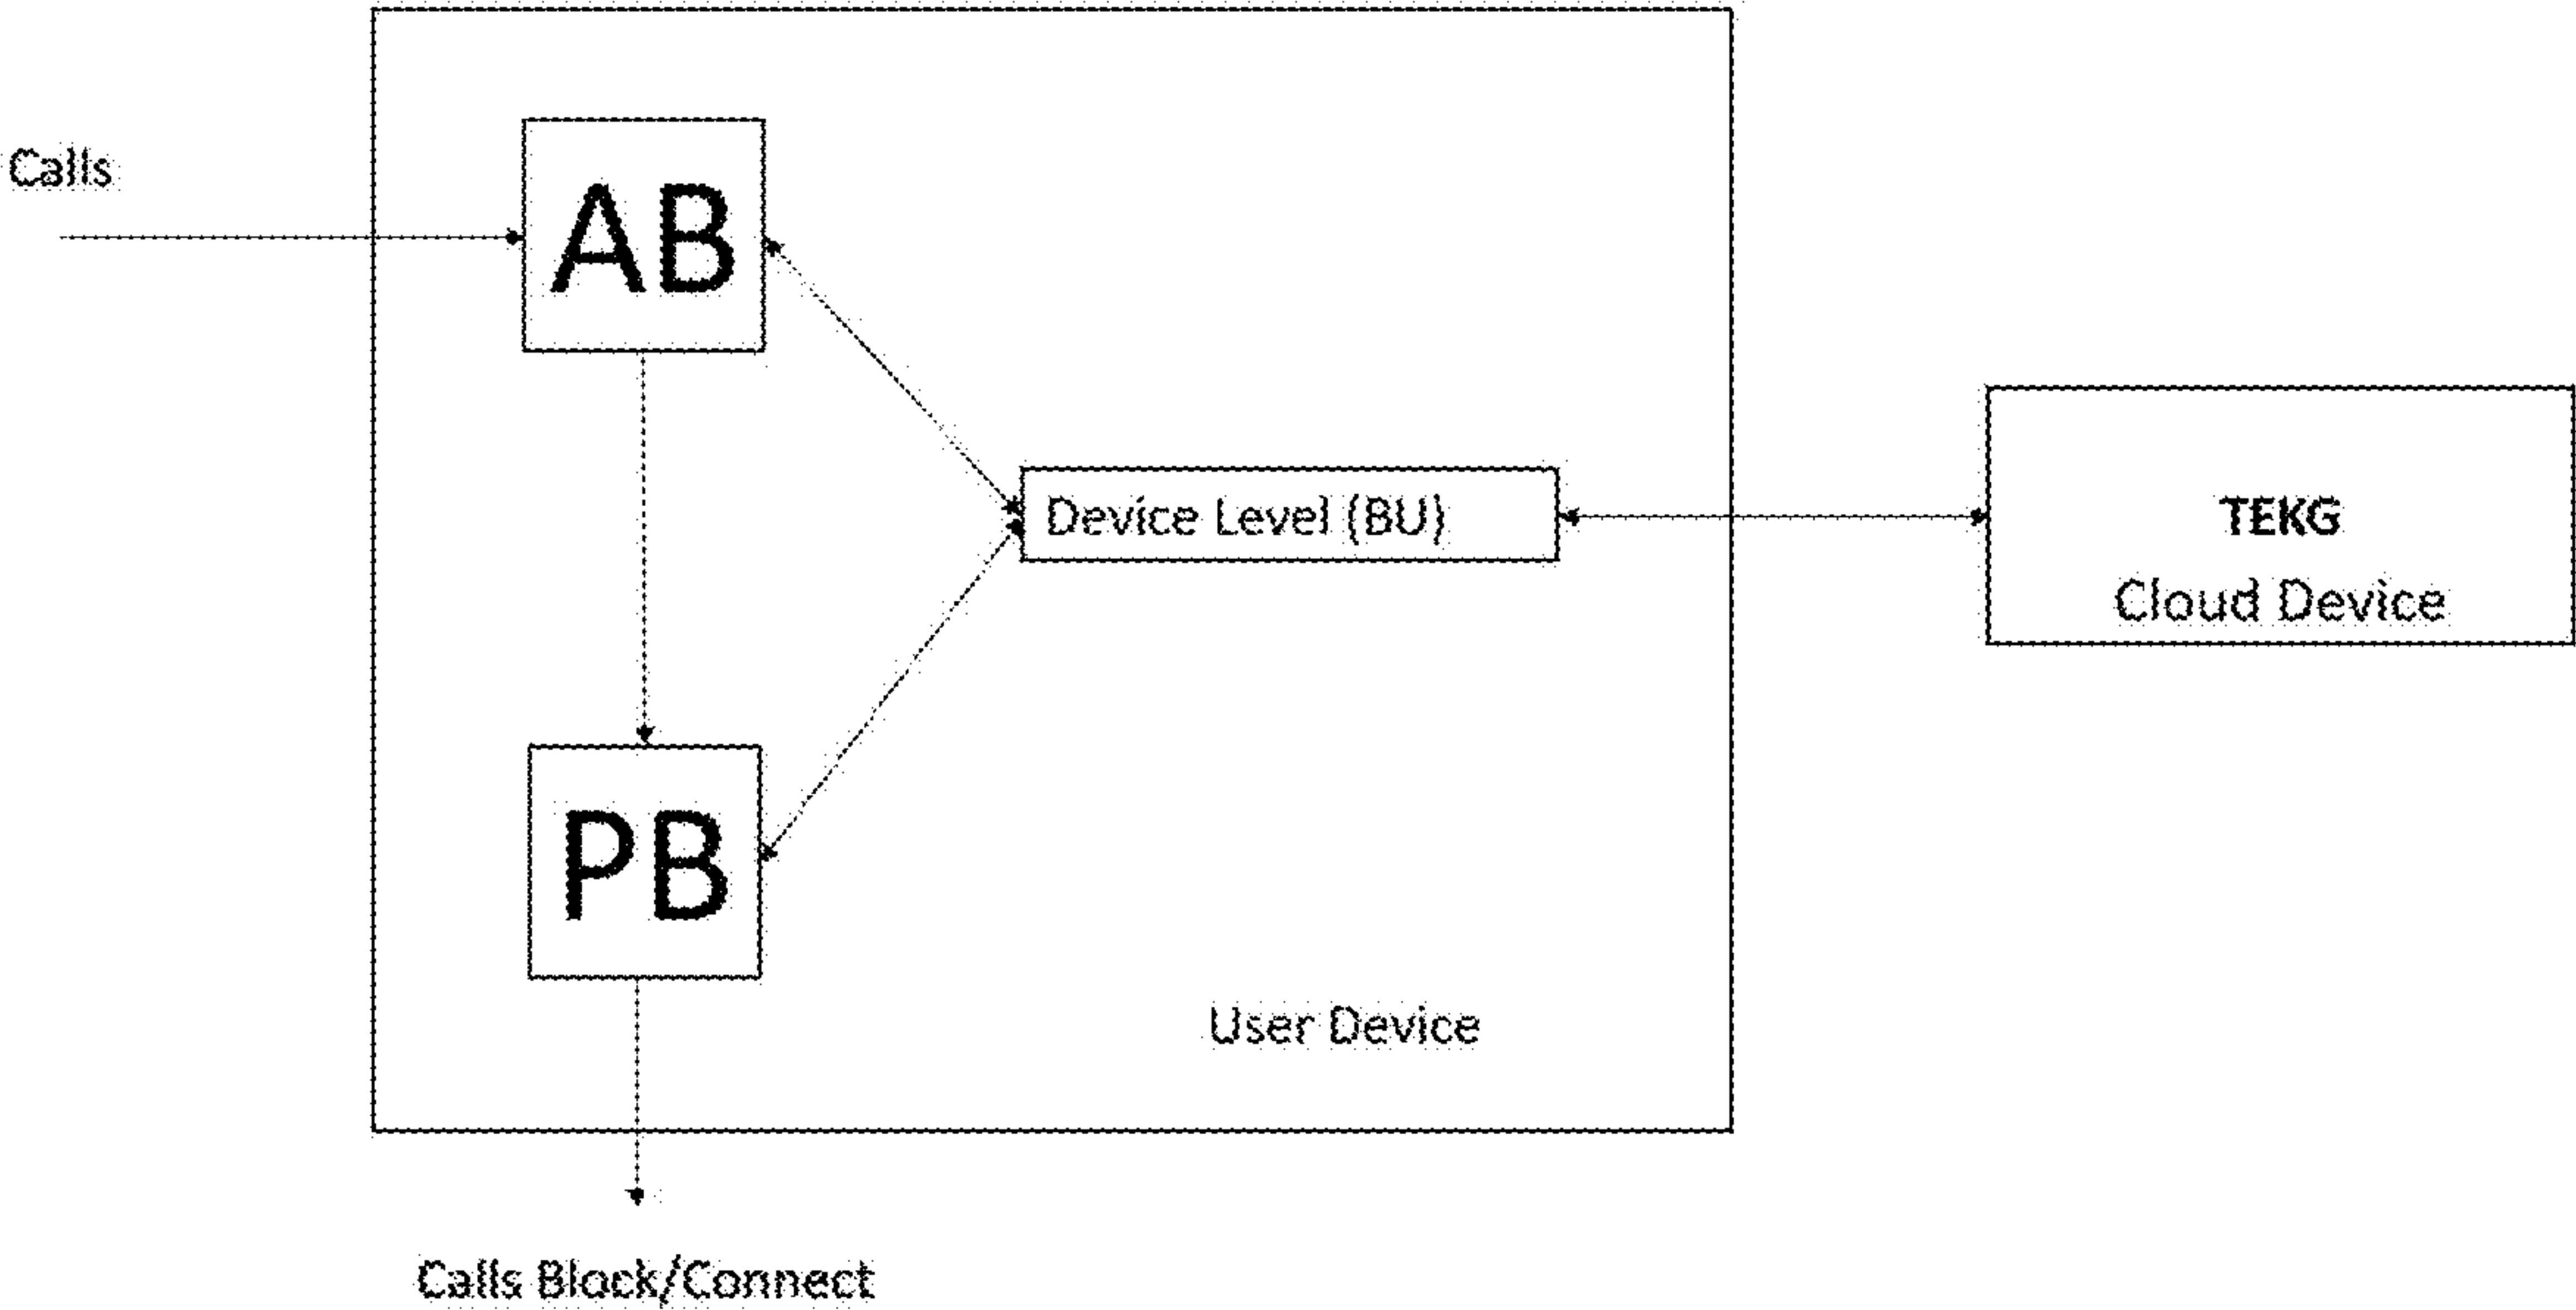 Calls
AB
Device Level (BU)
TEKG
Cloud Device
PB
User Device
Calls Block/Connect